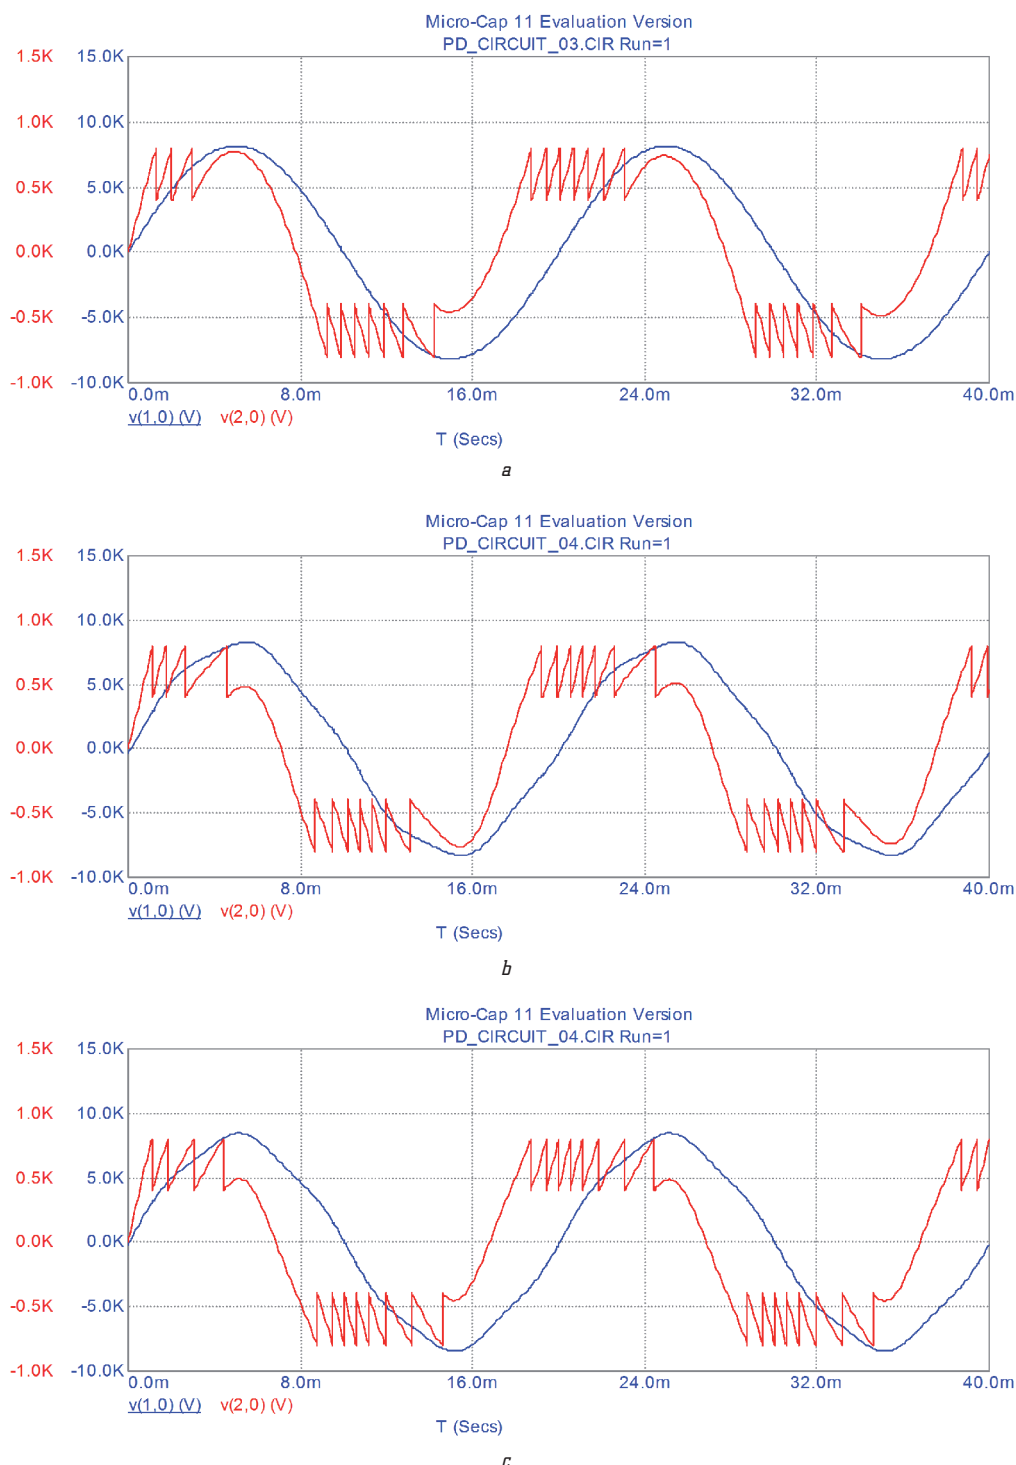 Micro-Cap 11 Evaluation Version
PD_CIRCUIT_03.CIR Run=1
1.5K 15.0K
1.0K 10.0K
0.5K 5.0K
0.0K 0.0K
-0.5K -5.0K
-1.0K -10.0K
0.0m 8.0m 16.0m 24.0m 32.0m 40.0m
v(1,0) (V) v(2,0) (V)
T (Secs)
a
Micro-Cap 11 Evaluation Version
PD_CIRCUIT_04.CIR Run=1
1.5K 15.0K
1.0K 10.0K
0.5K 5.0K
0.0K 0.0K
-0.5K -5.0K
-1.0K -10.0K
0.0m 8.0m 16.0m 24.0m 32.0m 40.0m
v(1,0) (V) v(2,0) (V)
T (Secs)
b
Micro-Cap 11 Evaluation Version
PD_CIRCUIT_04.CIR Run=1
1.5K 15.0K
1.0K 10.0K
0.5K 5.0K
0.0K 0.0K
-0.5K -5.0K
-1.0K -10.0K
0.0m 8.0m 16.0m 24.0m 32.0m 40.0m
v(1,0) (V) v(2,0) (V)
T (Secs)
c